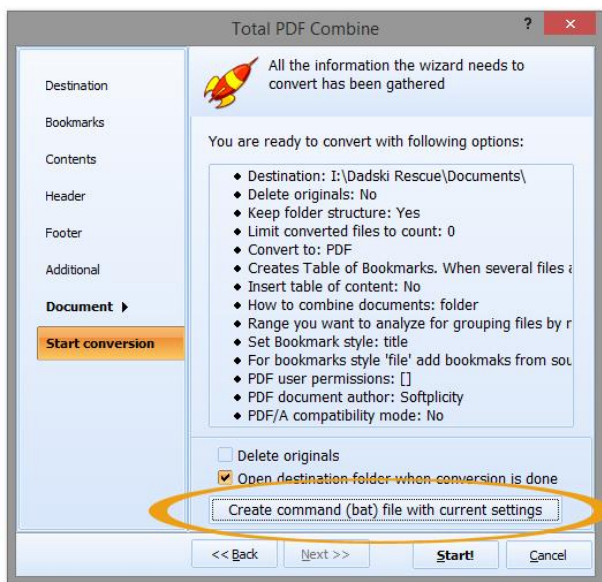 Total PDF Combine
?
×
Destination
Bookmarks
Contents
Header
Footer
Additional
Document
Start conversion
All the information the wizard needs to
convert has been gathered
You are ready to convert with following options:
Destination: I:\Dadski Rescue\Documents\
Delete originals: No
Keep folder structure: Yes
Limit converted files to count: 0
Convert to: PDF
Creates Table of Bookmarks. When several files
Insert table of content: No
How to combine documents: folder
Range you want to analyze for grouping files by
Set Bookmark style: title
For bookmarks style 'file' add bookmaks from sou
PDF user permissions: []
PDF document author: Softplicity
PDF/A compatibility mode: No
Delete originals
Open destination folder when conversion is done
Create command (bat) file with current settings
<< Back
Next >>
Start!
Cancel